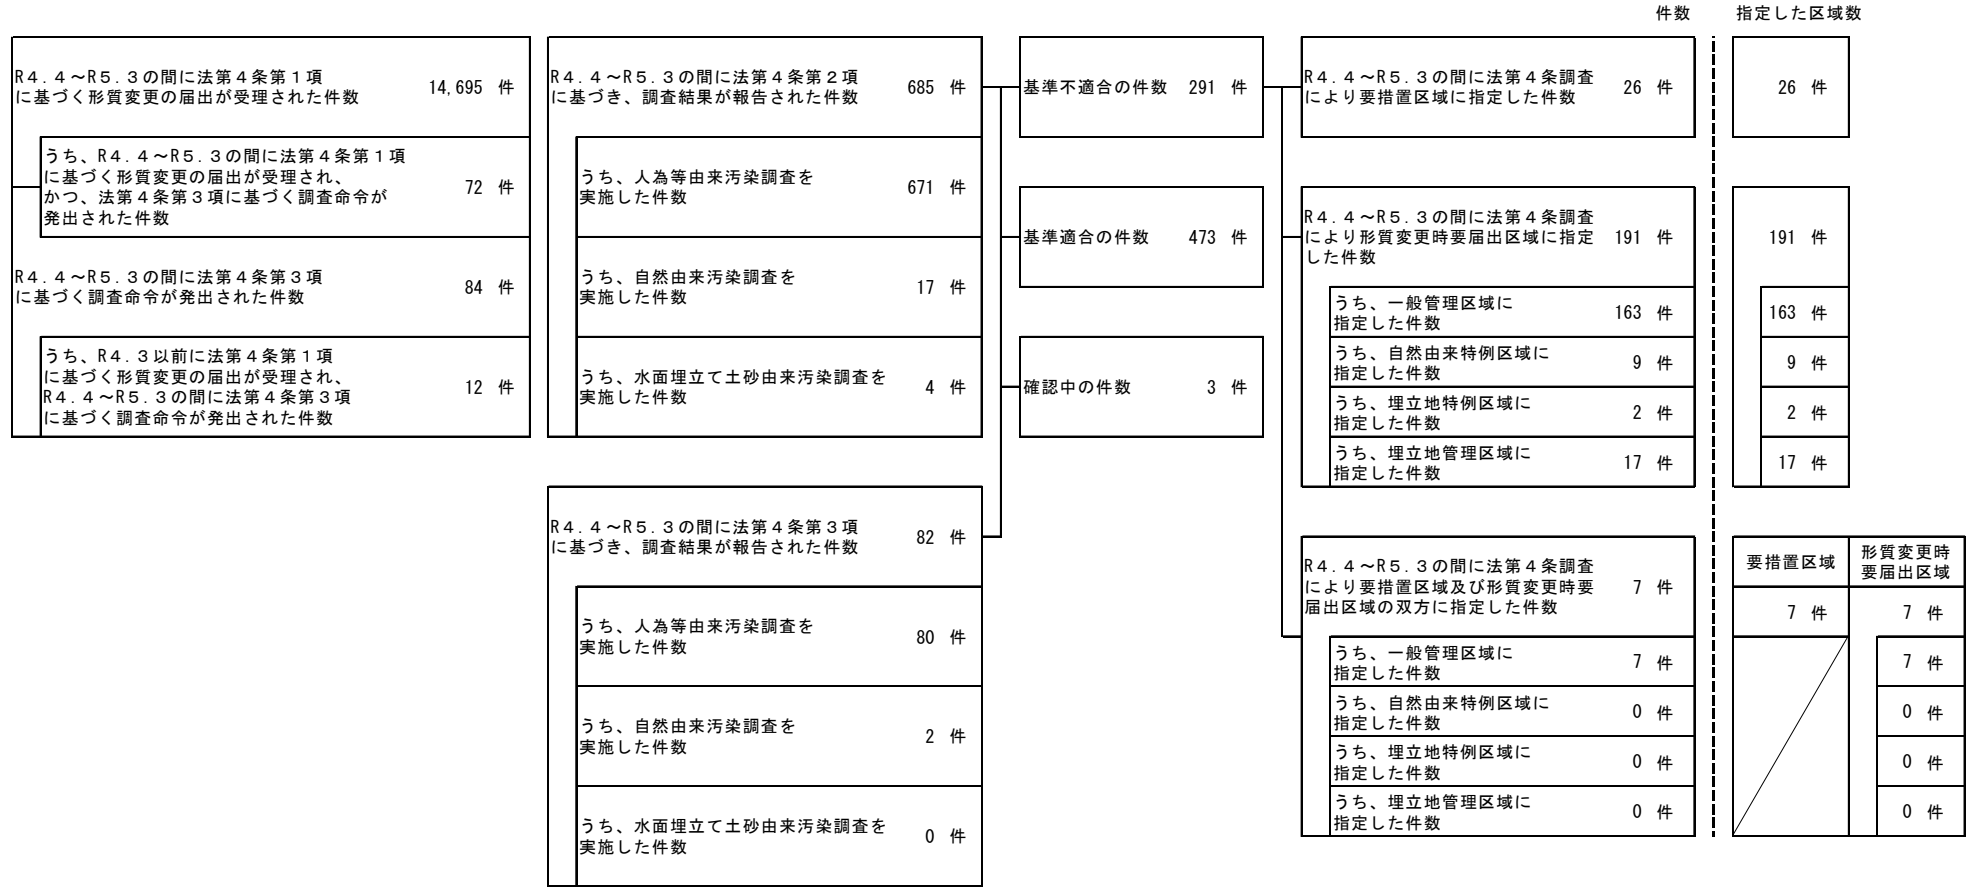 件数 指定した区域数
R4．4～R5．3の間に法第4条第1項
に基づく形質変更の届出が受理された件数 14,695 件
うち、R4．4～R5．3の間に法第4条第1項
に基づく形質変更の届出が受理され、
かつ、法第4条第3項に基づく調査命令が
発出された件数 72 件
R4．4～R5．3の間に法第4条第3項
に基づく調査命令が発出された件数 84 件
うち、R4．3以前に法第4条第1項
に基づく形質変更の届出が受理され、
R4．4～R5．3の間に法第4条第3項
に基づく調査命令が発出された件数 12 件
R4．4～R5．3の間に法第4条第2項
に基づき、調査結果が報告された件数 685 件
うち、人為等由来汚染調査を
実施した件数 671 件
うち、自然由来汚染調査を
実施した件数 17 件
うち、水面埋立て土砂由来汚染調査を
実施した件数 4 件
R4．4～R5．3の間に法第4条第3項
に基づき、調査結果が報告された件数 82 件
うち、人為等由来汚染調査を
実施した件数 80 件
うち、自然由来汚染調査を
実施した件数 2 件
うち、水面埋立て土砂由来汚染調査を
実施した件数 0 件
基準不適合の件数 291 件
基準適合の件数 473 件
確認中の件数 3 件
R4．4～R5．3の間に法第4条調査
により要措置区域に指定した件数 26 件
26 件
R4．4～R5．3の間に法第4条調査
により形質変更時要届出区域に指定
した件数 191 件
191 件
うち、一般管理区域に
指定した件数 163 件
163 件
うち、自然由来特例区域に
指定した件数 9 件
9 件
うち、埋立地特例区域に
指定した件数 2 件
2 件
うち、埋立地管理区域に
指定した件数 17 件
17 件
R4．4～R5．3の間に法第4条調査
により要措置区域及び形質変更時要
届出区域の双方に指定した件数 7 件
要措置区域
形質変更時
要届出区域
7 件 7 件
うち、一般管理区域に
指定した件数 7 件
7 件
うち、自然由来特例区域に
指定した件数 0 件
0 件
うち、埋立地特例区域に
指定した件数 0 件
0 件
うち、埋立地管理区域に
指定した件数 0 件
0 件